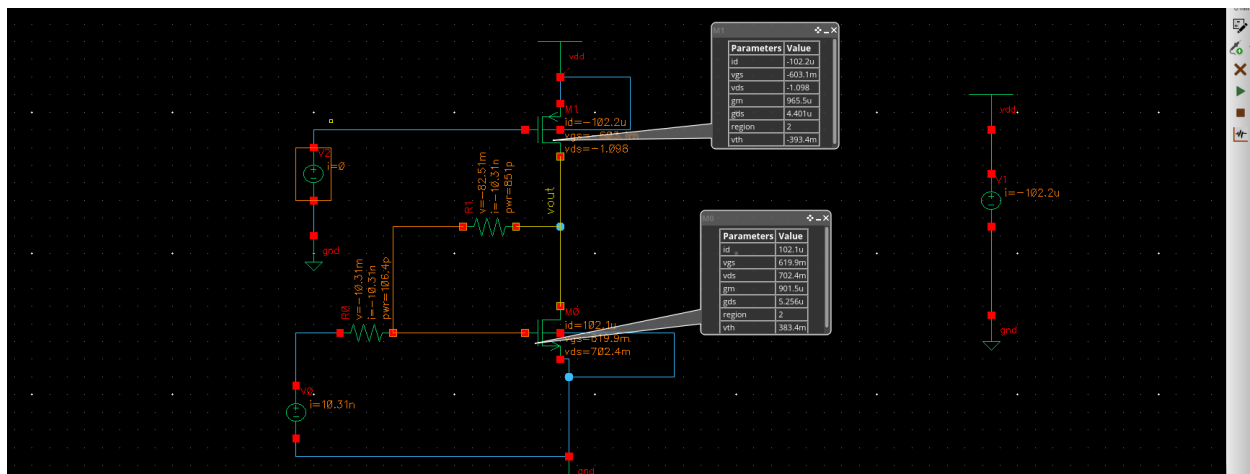 M1
Parameters Value
id -102.2u
vgs -603.1m
vds -1.098
gm 965.5u
gds 4.401u
region 2
vth -393.4m
vdd
M1
id=-102.2u
vds=-1.098
V2
i=0
gnd
R1
v=-82.51m
i=-10.31n
pwr=851p
vout
R0
v=-10.31m
i=-10.31n
pwr=106.4p
M0
id=102.1u
vgs=619.9m
vds=702.4m
M0
Parameters Value
id 102.1u
vgs 619.9m
vds 702.4m
gm 901.5u
gds 5.256u
region 2
vth 383.4m
V0
i=10.31n
gnd
vdd
V1
i=-102.2u
gnd